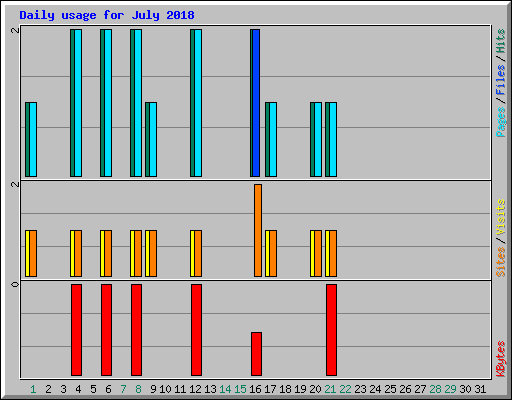 Daily usage for July 2018
2
Pages/Files/Hits
2
Sites/Visits
0
KBytes
1 2 3 4 5 6 7 8 9 10 11 12 13 14 15 16 17 18 19 20 21 22 23 24 25 26 27 28 29 30 31